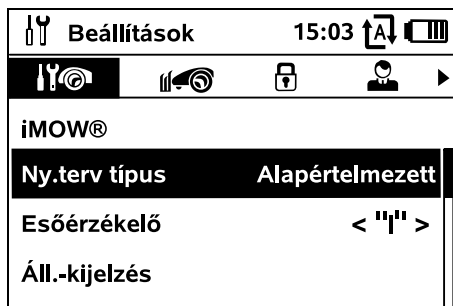 Beállítások 15:03 A
iMOW®
Ny.terv típus Alapértelmezett
Esőérzékelő < "I" >
Áll.-kijelzés